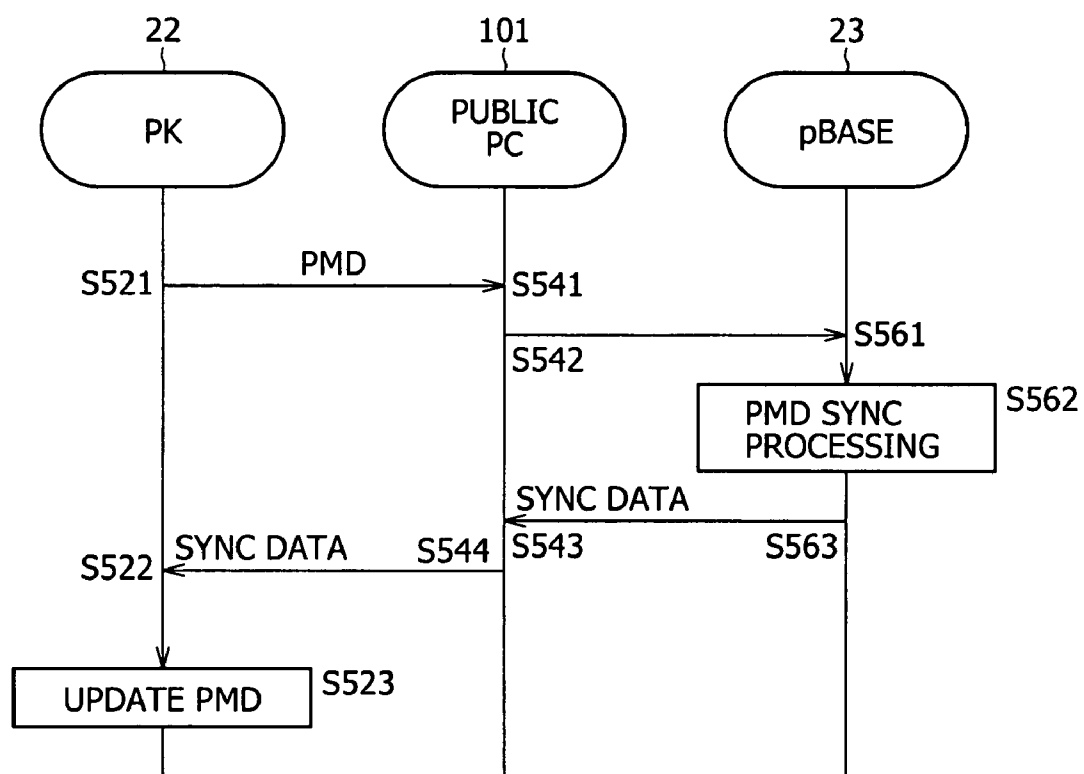 22
101
23
PK
PUBLIC
PC
pBASE
PMD
S521
S541
S542
S561
S562
PMD SYNC
PROCESSING
SYNC DATA
S543
S563
SYNC DATA
S544
S522
UPDATE PMD
S523